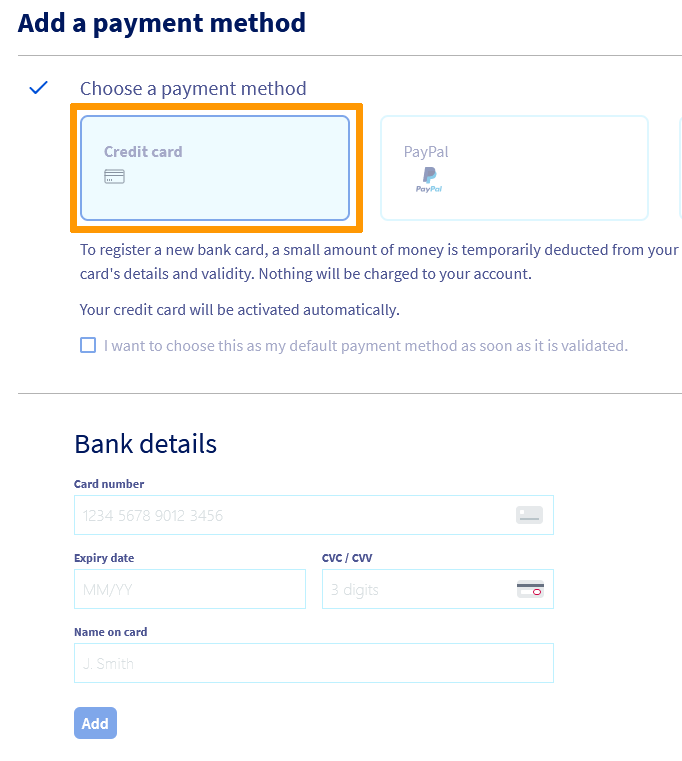 Add a payment method
Choose a payment method
Credit card
PayPal
PayPal
To register a new bank card, a small amount of money is temporarily deducted from your
card's details and validity. Nothing will be charged to your account.
Your credit card will be activated automatically.
I want to choose this as my default payment method as soon as it is validated.
Bank details
Card number
1234 5678 9012 3456
Expiry date
CVC / CVV
MM/YY
3 digits
Name on card
J. Smith
Add